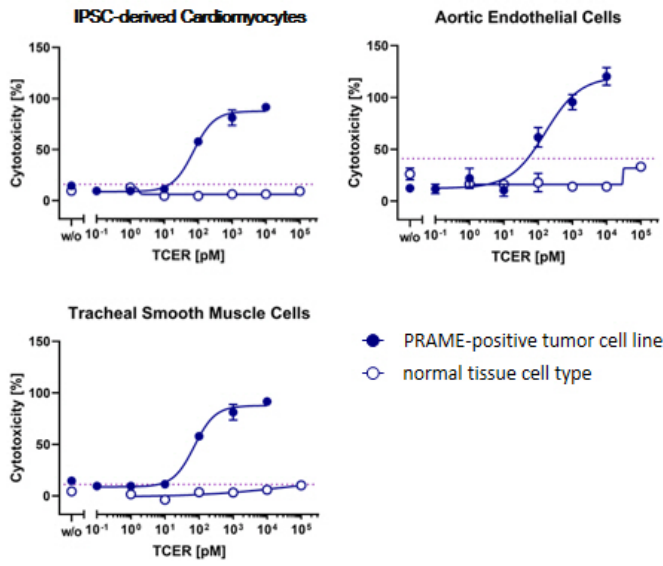 IPSC-derived Cardiomyocytes
Cytotoxicity [%]
150
100
50
0
w/o 10⁻¹ 10⁰ 10¹ 10² 10³ 10⁴ 10⁵
TCER [pM]
Aortic Endothelial Cells
Cytotoxicity [%]
150
100
50
0
w/o 10⁻¹ 10⁰ 10¹ 10² 10³ 10⁴ 10⁵
TCER [pM]
Tracheal Smooth Muscle Cells
Cytotoxicity [%]
150
100
50
0
w/o 10⁻¹ 10⁰ 10¹ 10² 10³ 10⁴ 10⁵
TCER [pM]
PRAME-positive tumor cell line
normal tissue cell type